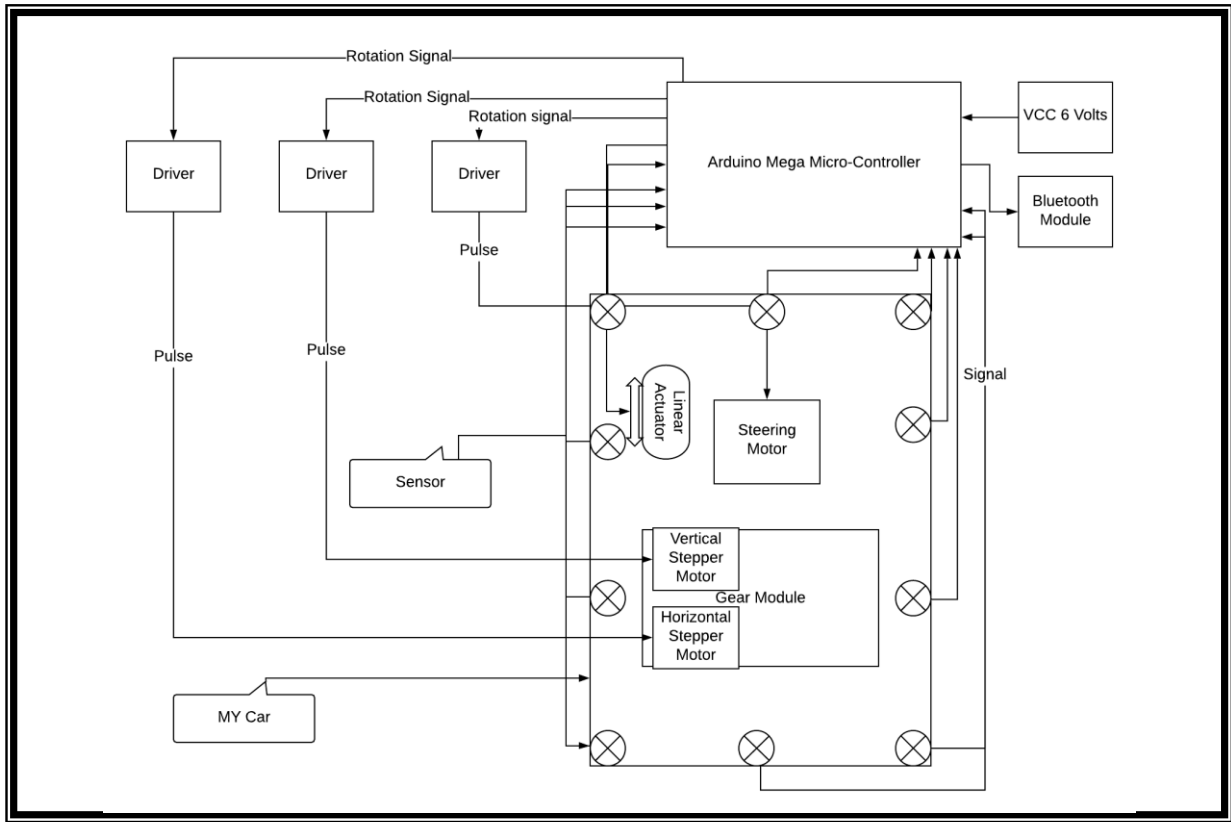 Rotation Signal
Rotation Signal
Rotation signal
VCC 6 Volts
Driver
Driver
Driver
Arduino Mega Micro-Controller
Bluetooth
Module
Pulse
Pulse
Pulse
Signal
Linear
Actuator
Steering
Motor
Sensor
Vertical
Stepper
Motor
Gear Module
Horizontal
Stepper
Motor
MY Car